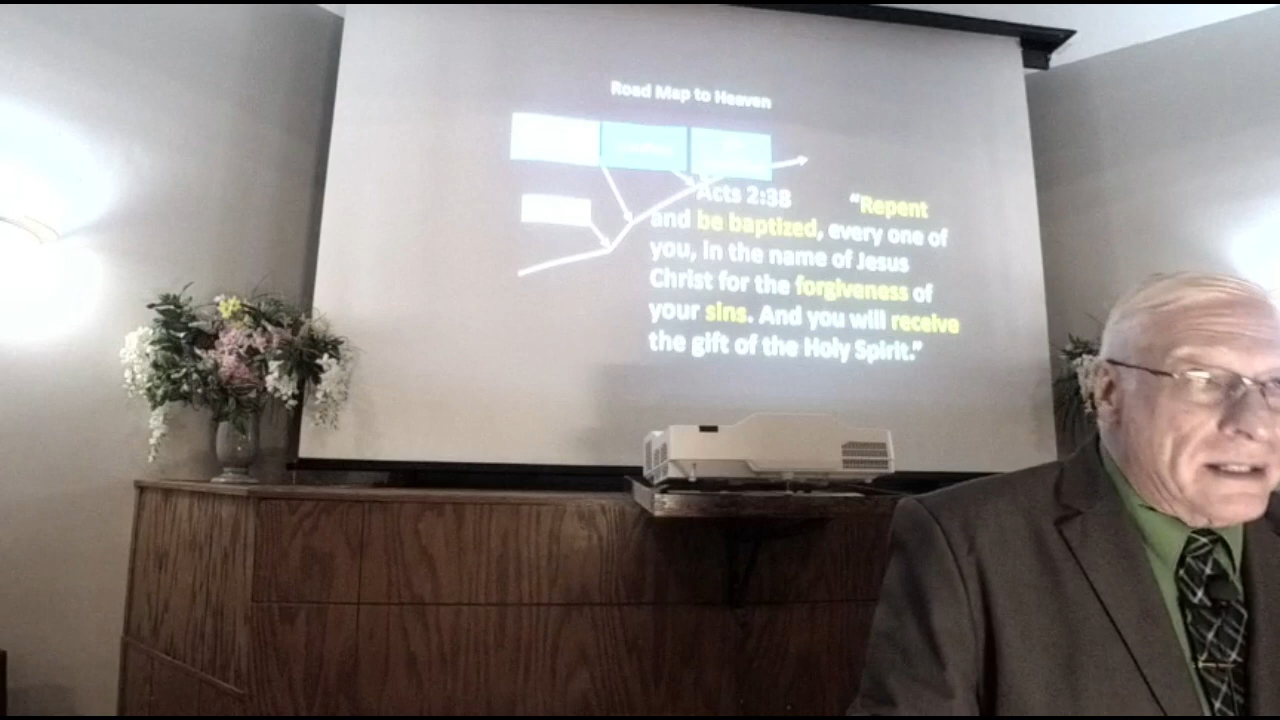 Road Map to Heaven
Acts 2:38 “Repent
and be baptized, every one of
you, in the name of Jesus
Christ for the forgiveness of
your sins. And you will receive
the gift of the Holy Spirit.”